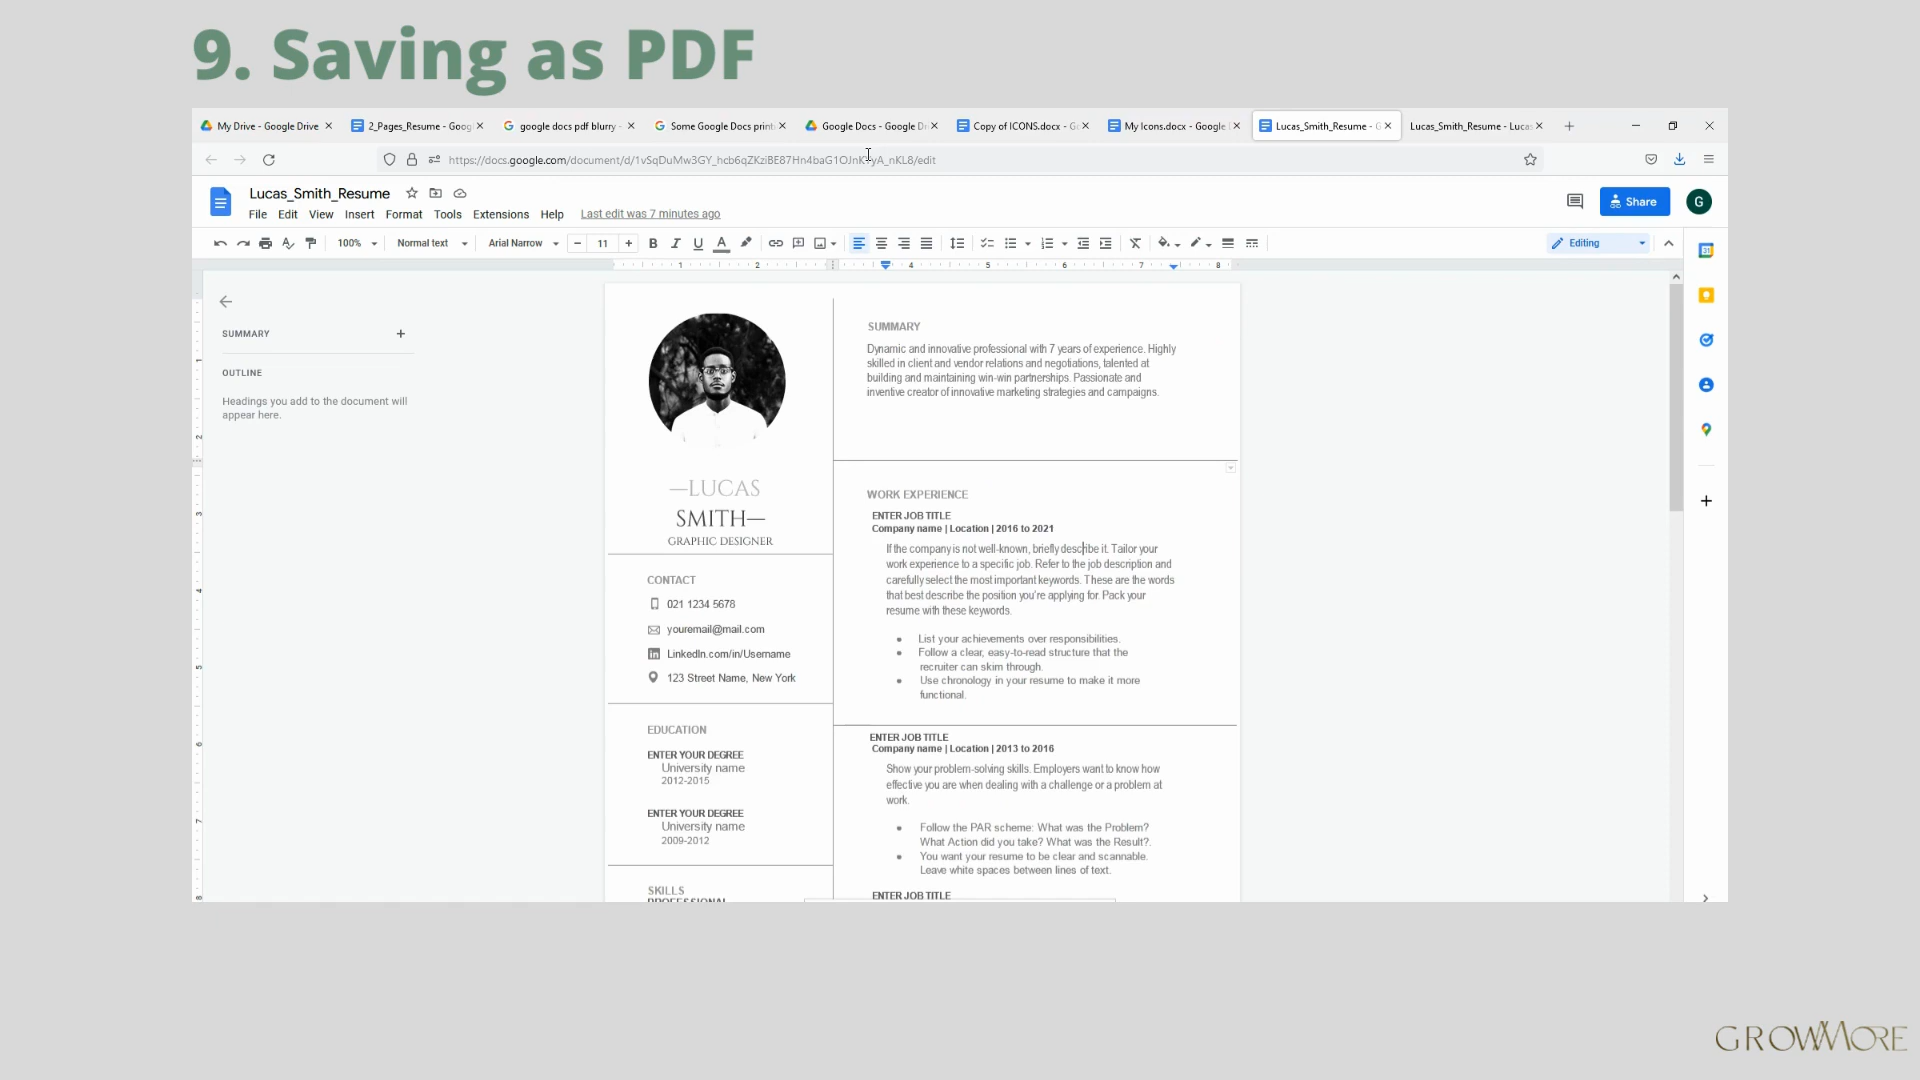 9. Saving as PDF
My Drive - Google Drive
2_Pages_Resume - Goog
google docs pdf blurry -
Some Google Docs print
Google Docs - Google Dr
Copy of ICONS.docx - G
My Icons.docx - Google
Lucas_Smith_Resume - G
Lucas_Smith_Resume - Lucas
Lucas_Smith_Resume
File Edit View Insert Format Tools Extensions Help Last edit was 7 minutes ago
Share
G
100% Normal text Arial Narrow 11
Editing
1 2 4 5 6 7 8
SUMMARY
OUTLINE
Headings you add to the document will
appear here.
—LUCAS
SMITH—
GRAPHIC DESIGNER
CONTACT
021 1234 5678
youremail@mail.com
LinkedIn.com/in/Username
123 Street Name, New York
EDUCATION
ENTER YOUR DEGREE
University name
2012-2015
ENTER YOUR DEGREE
University name
2009-2012
SKILLS
PROFESSIONAL
SUMMARY
Dynamic and innovative professional with 7 years of experience. Highly
skilled in client and vendor relations and negotiations, talented at
building and maintaining win-win partnerships. Passionate and
inventive creator of innovative marketing strategies and campaigns.
WORK EXPERIENCE
ENTER JOB TITLE
Company name | Location | 2016 to 2021
If the company is not well-known, briefly describe it. Tailor your
work experience to a specific job. Refer to the job description and
carefully select the most important keywords. These are the words
that best describe the position you're applying for. Pack your
resume with these keywords.
● List your achievements over responsibilities.
● Follow a clear, easy-to-read structure that the
recruiter can skim through.
● Use chronology in your resume to make it more
functional.
ENTER JOB TITLE
Company name | Location | 2013 to 2016
Show your problem-solving skills. Employers want to know how
effective you are when dealing with a challenge or a problem at
work.
● Follow the PAR scheme: What was the Problem?
What Action did you take? What was the Result?.
● You want your resume to be clear and scannable.
Leave white spaces between lines of text.
ENTER JOB TITLE
GROWMORE